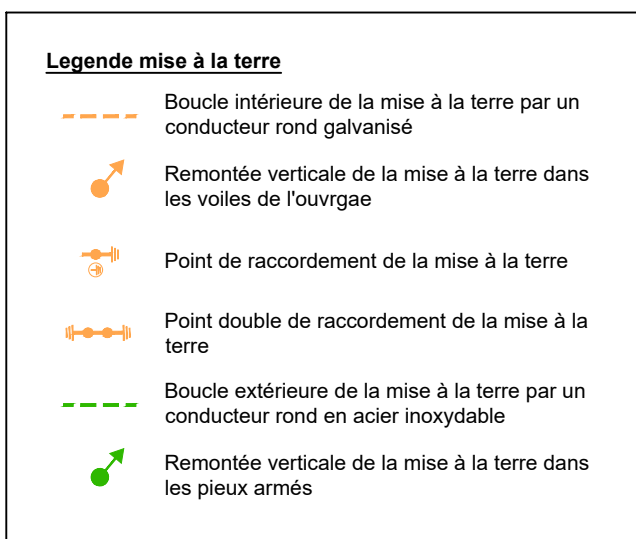 Legende mise à la terre
Boucle intérieure de la mise à la terre par un
conducteur rond galvanisé
Remontée verticale de la mise à la terre dans
les voiles de l'ouvrgae
Point de raccordement de la mise à la terre
Point double de raccordement de la mise à la
terre
Boucle extérieure de la mise à la terre par un
conducteur rond en acier inoxydable
Remontée verticale de la mise à la terre dans
les pieux armés